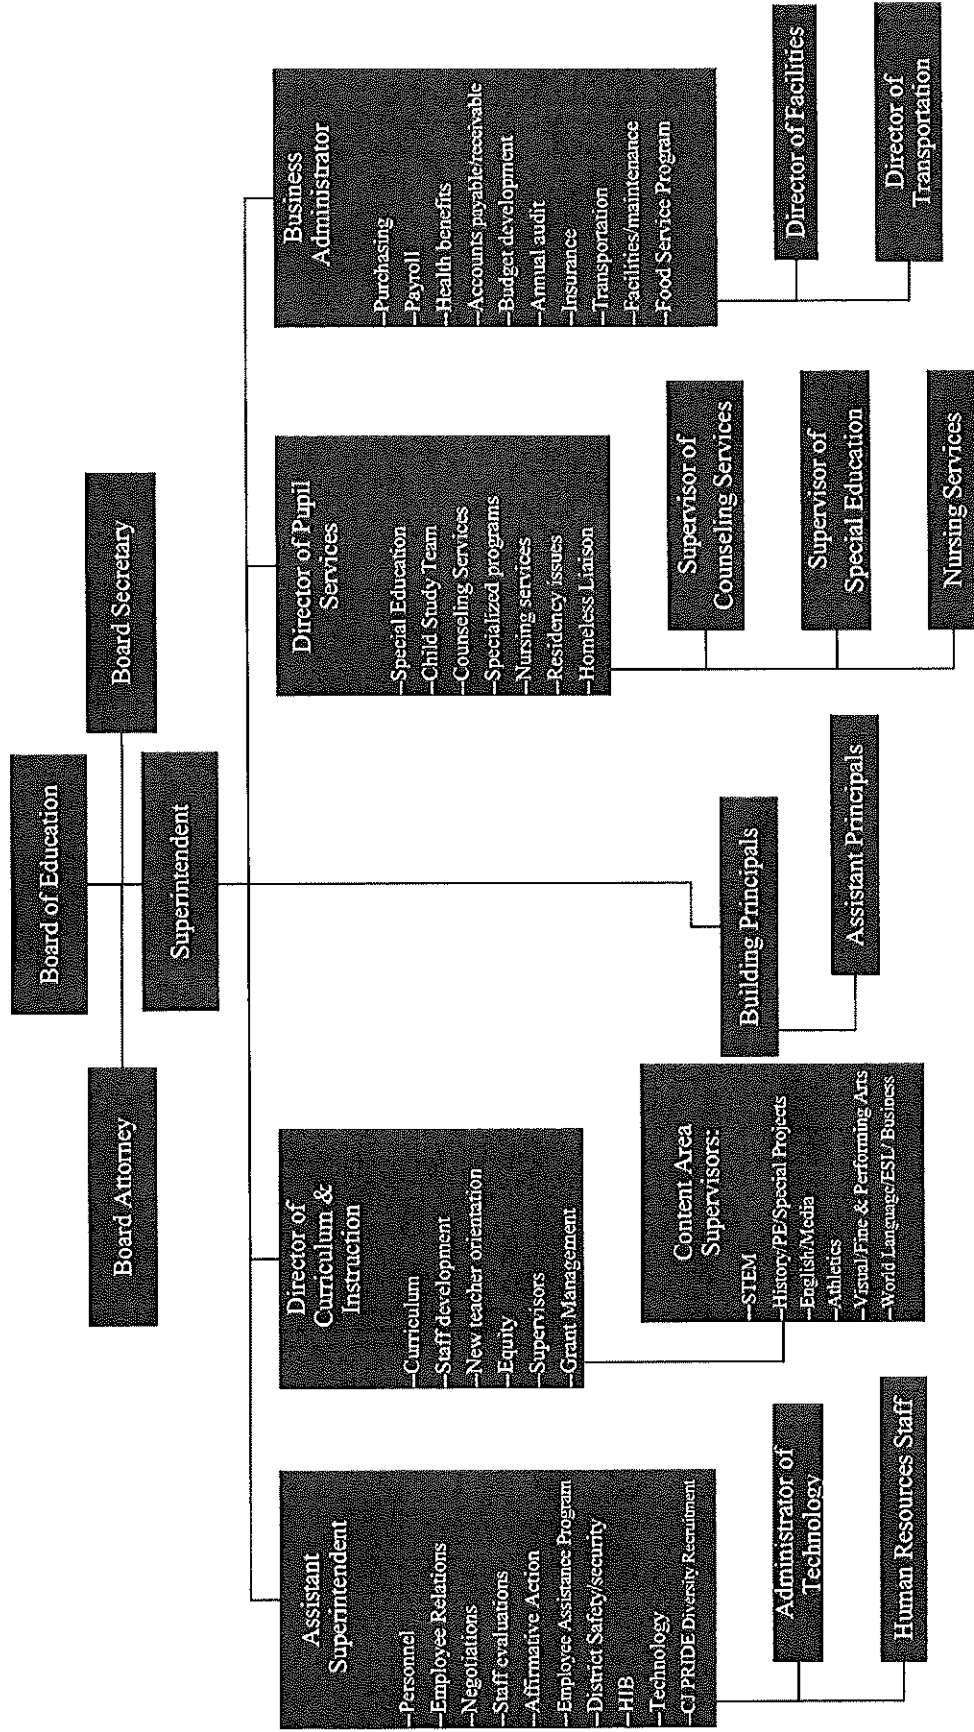 Board of Education
Board Attorney
Board Secretary
Superintendent
Assistant
Superintendent
–Personnel
–Employee Relations
–Negotiations
–Staff evaluations
–Affirmative Action
–Employee Assistance Program
–District Safety/security
–HIB
–Technology
–CJ PRIDE Diversity Recruitment
Administrator of
Technology
Human Resources Staff
Director of
Curriculum &
Instruction
–Curriculum
–Staff development
–New teacher orientation
–Equity
–Supervisors
–Grant Management
Content Area
Supervisors:
–STEM
–History/PE/Special Projects
–English/Media
–Athletes
–Visual/Fine & Performing Arts
–World Language/ESL/ Business
Building Principals
Assistant Principals
Director of Pupil
Services
–Special Education
–Child Study Team
–Counseling Services
–Specialized programs
–Nursing services
–Residency issues
–Homeless Liaison
Supervisor of
Counseling Services
Supervisor of
Special Education
Nursing Services
Business
Administrator
–Purchasing
–Payroll
–Health benefits
–Accounts payable/receivable
–Budget development
–Annual audit
–Insurance
–Transportation
–Facilities/maintenance
–Food Service Program
Director of Facilities
Director of
Transportation